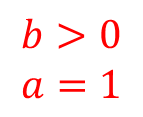 b > 0
a = 1